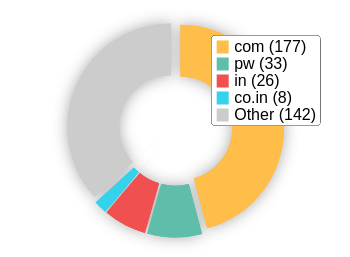 com (177)
pw (33)
in (26)
co.in (8)
Other (142)